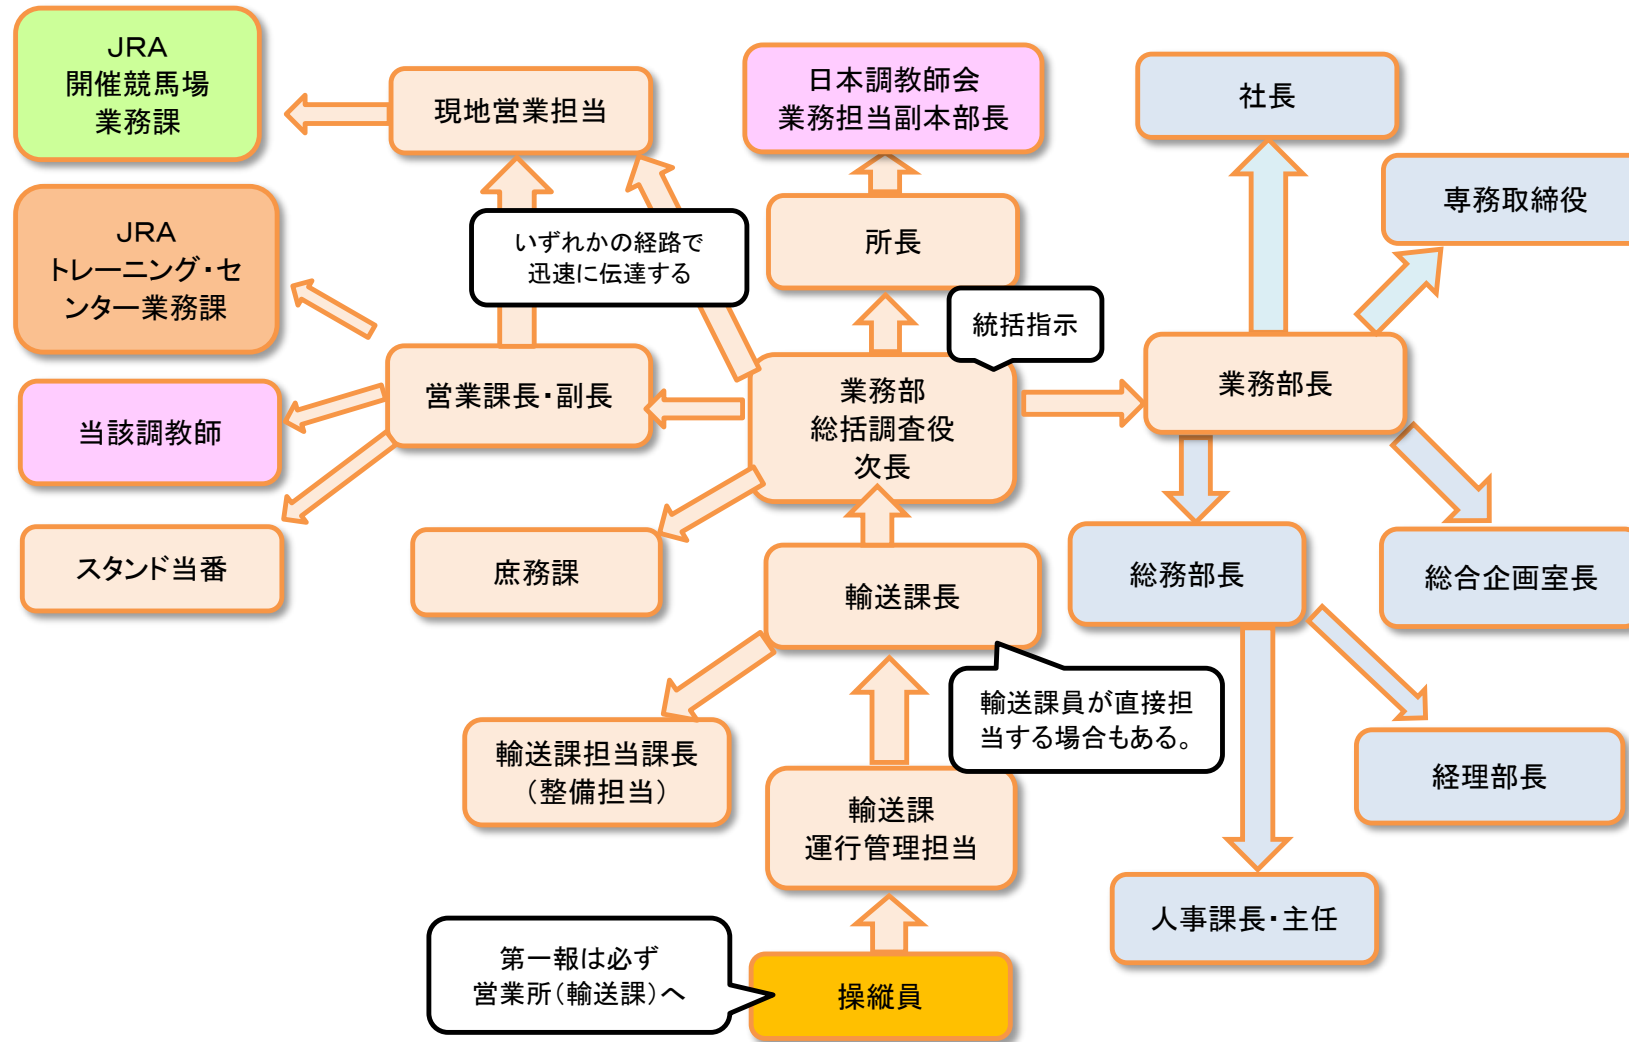 JRA
開催競馬場
業務課
現地営業担当
日本調教師会
業務担当副本部長
社長
専務取締役
JRA
トレーニング・セ
ンター業務課
いずれかの経路で
迅速に伝達する
所長
統括指示
当該調教師
営業課長・副長
業務部
総括調査役
次長
業務部長
スタンド当番
庶務課
輸送課長
総務部長
総合企画室長
輸送課員が直接担
当する場合もある。
輸送課担当課長
（整備担当）
輸送課
運行管理担当
経理部長
人事課長・主任
第一報は必ず
営業所（輸送課）へ
操縦員